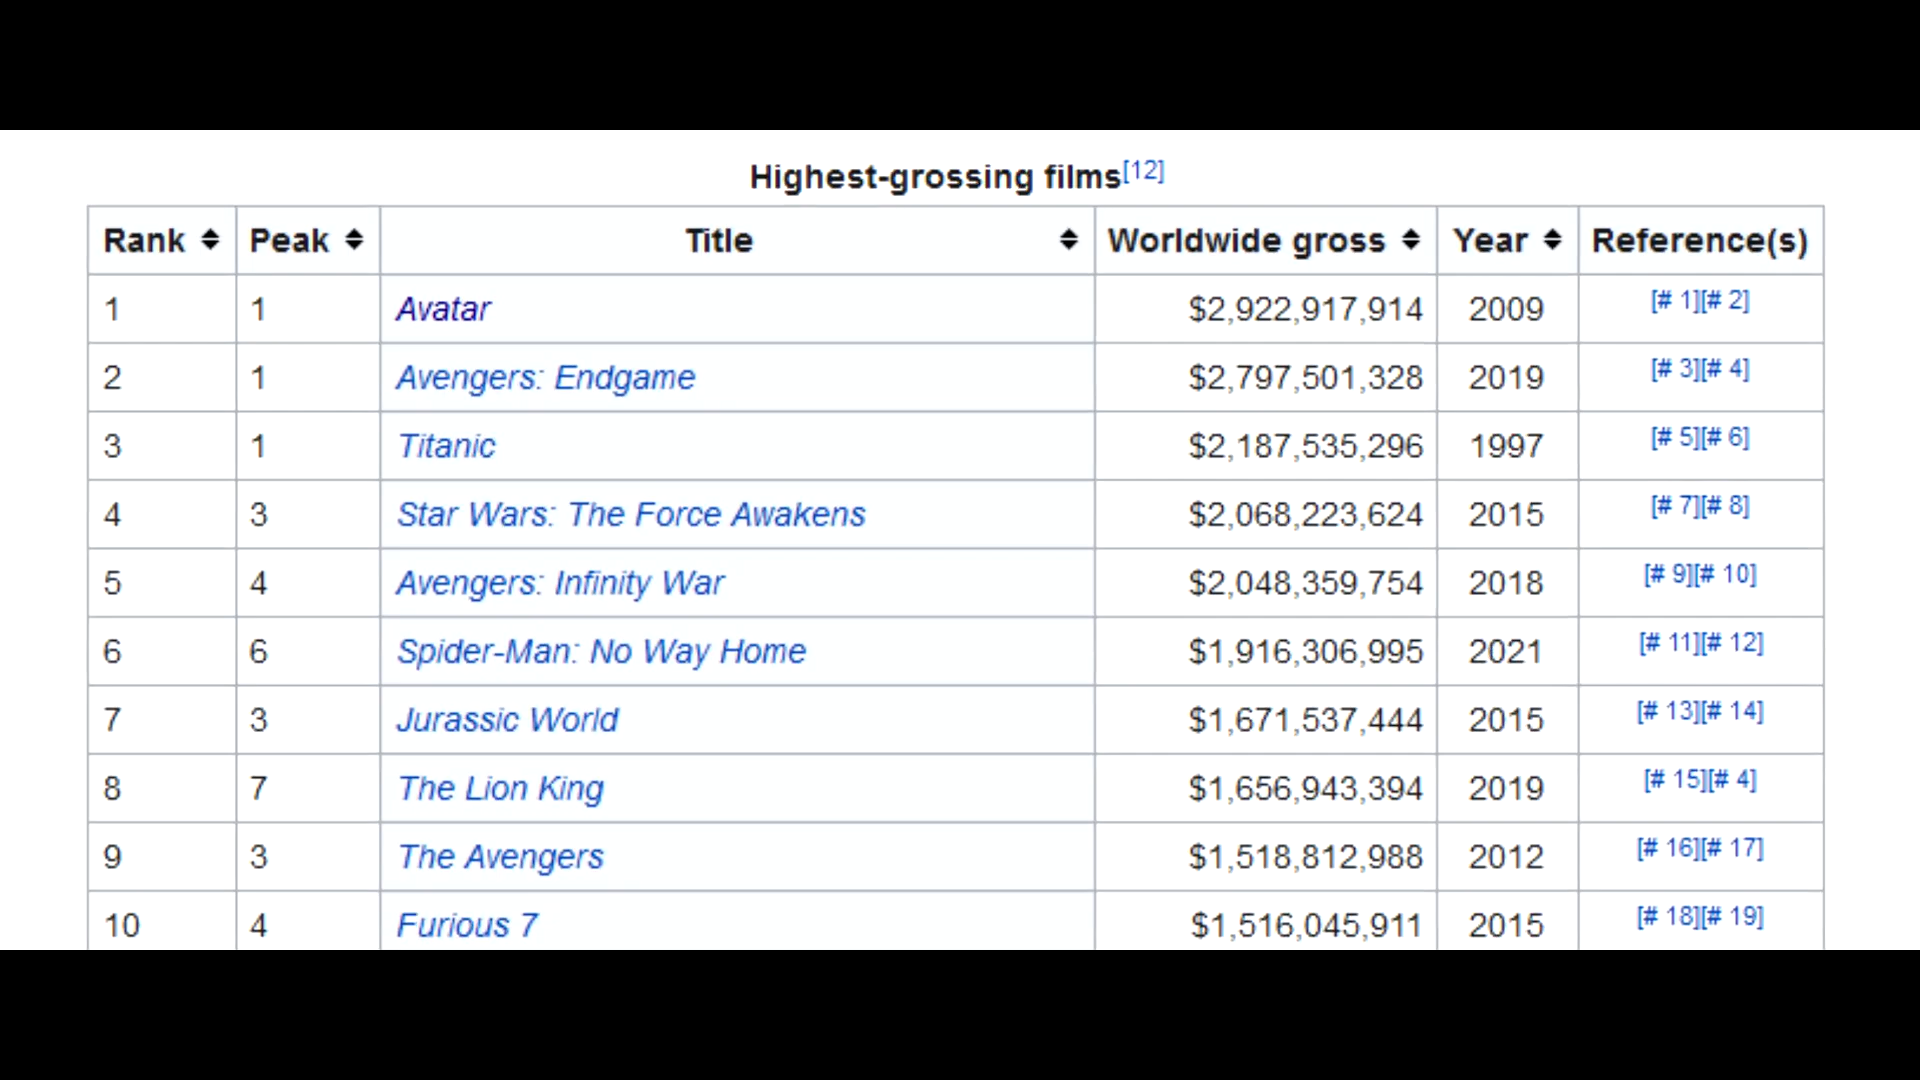 Highest-grossing films[12]
Rank Peak Title Worldwide gross Year Reference(s)
1 1 Avatar $2,922,917,914 2009 [# 1][# 2]
2 1 Avengers: Endgame $2,797,501,328 2019 [# 3][# 4]
3 1 Titanic $2,187,535,296 1997 [# 5][# 6]
4 3 Star Wars: The Force Awakens $2,068,223,624 2015 [# 7][# 8]
5 4 Avengers: Infinity War $2,048,359,754 2018 [# 9][# 10]
6 6 Spider-Man: No Way Home $1,916,306,995 2021 [# 11][# 12]
7 3 Jurassic World $1,671,537,444 2015 [# 13][# 14]
8 7 The Lion King $1,656,943,394 2019 [# 15][# 4]
9 3 The Avengers $1,518,812,988 2012 [# 16][# 17]
10 4 Furious 7 $1,516,045,911 2015 [# 18][# 19]